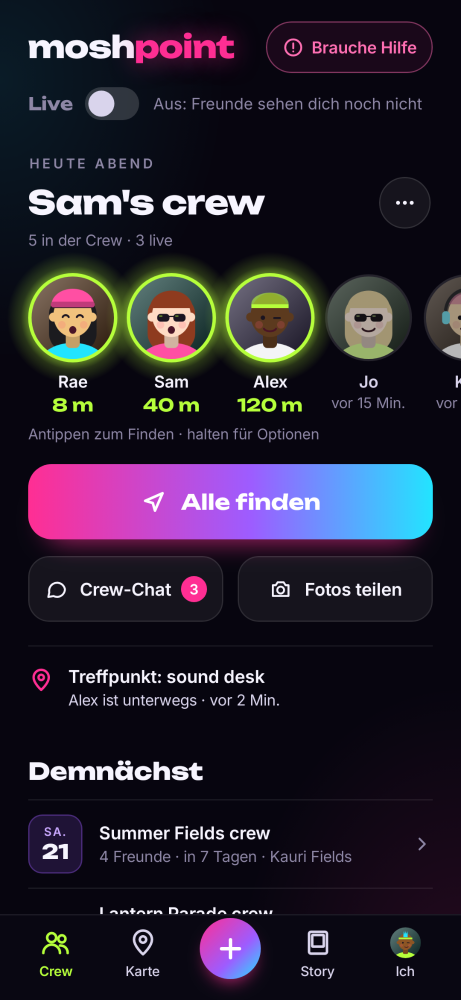 moshpoint
Brauche Hilfe
Live
Aus: Freunde sehen dich noch nicht
HEUTE ABEND
Sam's crew
5 in der Crew · 3 live
Rae
8 m
Sam
40 m
Alex
120 m
Jo
vor 15 Min.
K
vor
Antippen zum Finden · halten für Optionen
Alle finden
Crew-Chat 3
Fotos teilen
Treffpunkt: sound desk
Alex ist unterwegs · vor 2 Min.
Demnächst
SA.
21
Summer Fields crew
4 Freunde · in 7 Tagen · Kauri Fields
Lantern Parade crew
Crew
Karte
Story
Ich